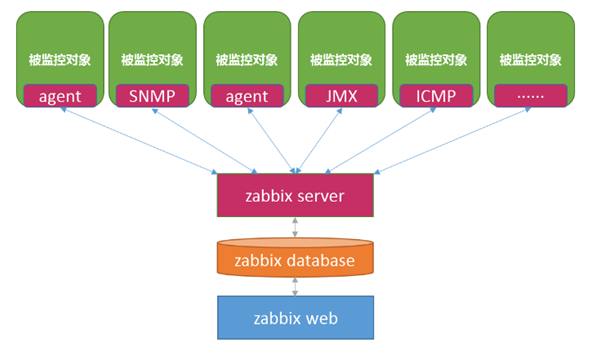 被监控对象 被监控对象 被监控对象 被监控对象 被监控对象 被监控对象
agent SNMP agent JMX ICMP ......
zabbix server
zabbix database
zabbix web